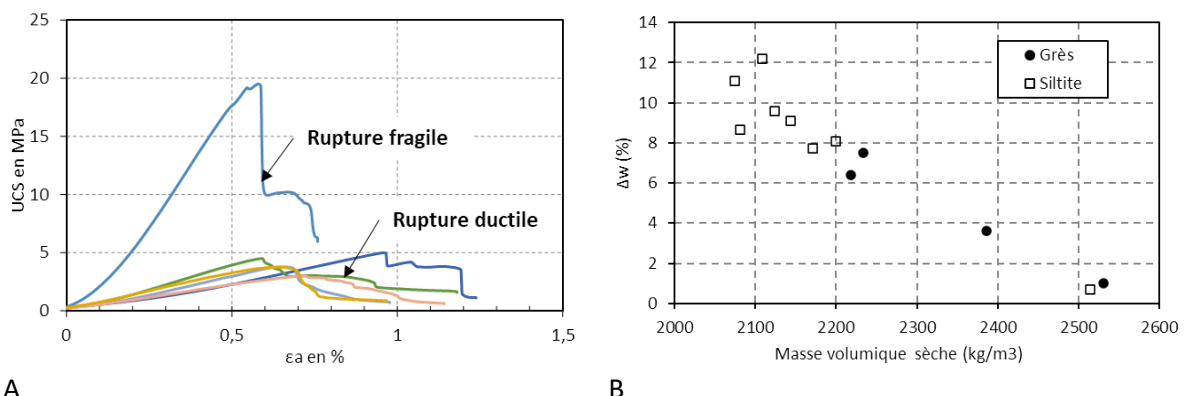 25
20
15
10
5
0
UCS en MPa
Rupture fragile
Rupture ductile
0
0,5
1
1,5
εa en %
A
14
12
10
8
6
4
2
0
Δw (%)
Grès
Siltite
2000
2100
2200
2300
2400
2500
2600
Masse volumique sèche (kg/m3)
B